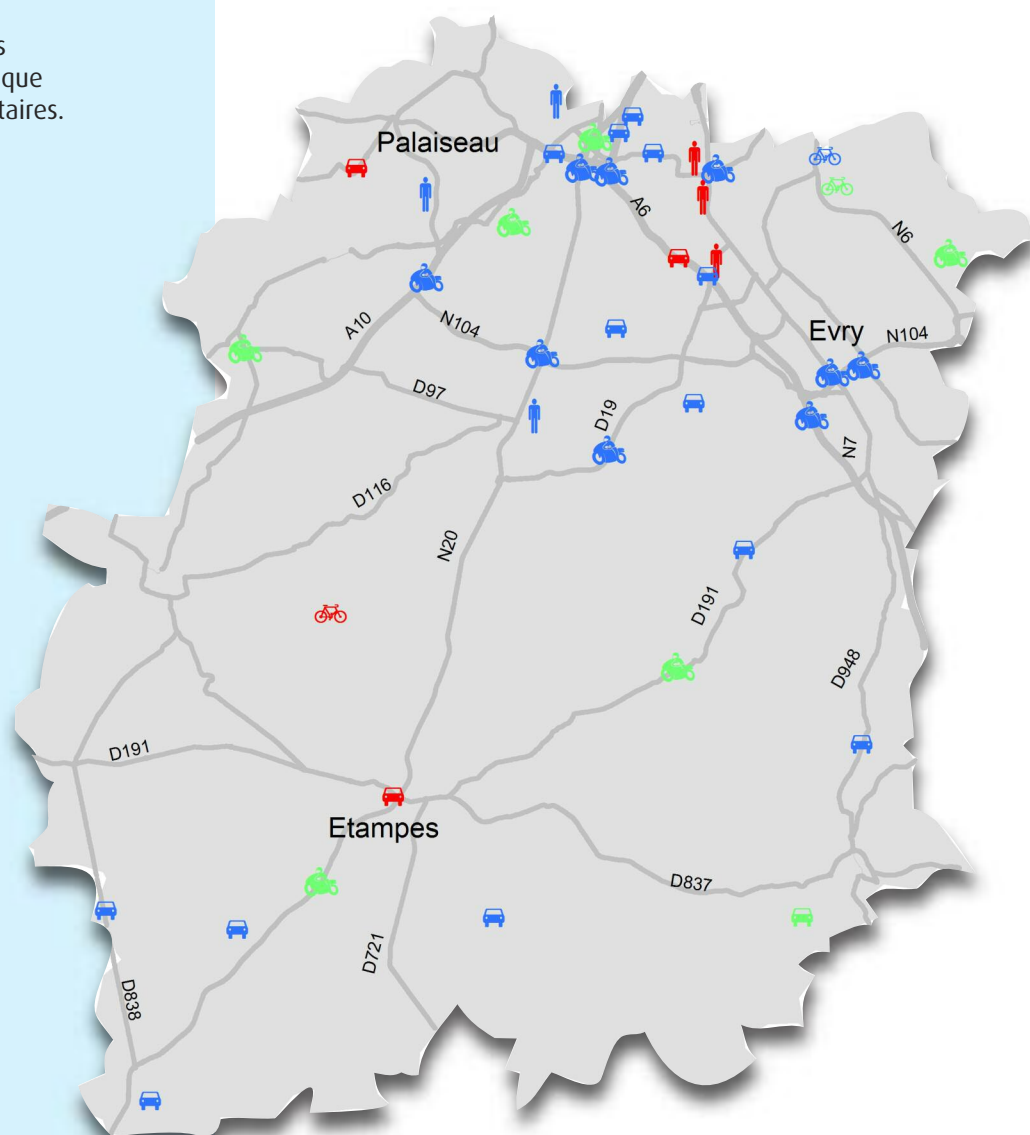 s
que
taires.
Palaiseau
A6
N6
A10
N104
Evry
N104
D97
D19
N7
D116
N20
D191
D948
D191
Etampes
D837
D721
D838